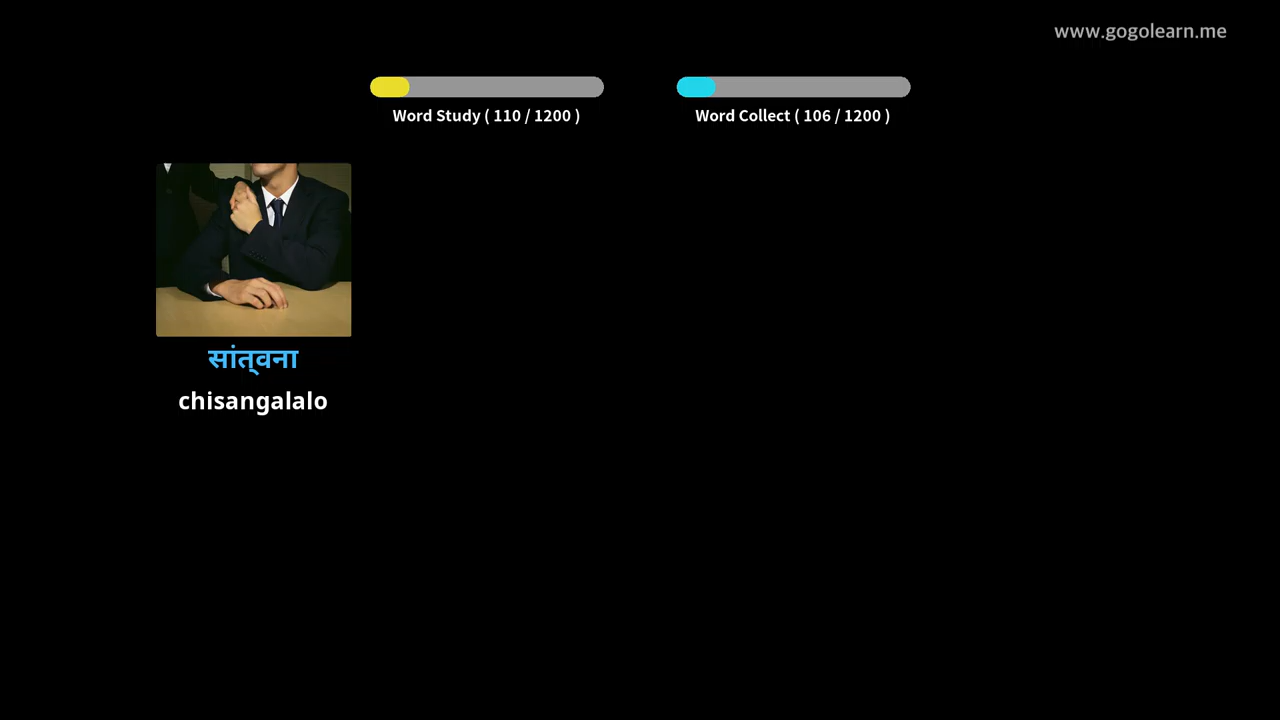 www.gogolearn.me
Word Study ( 110 / 1200 )
Word Collect ( 106 / 1200 )
सांत्‌वना
chisangalalo